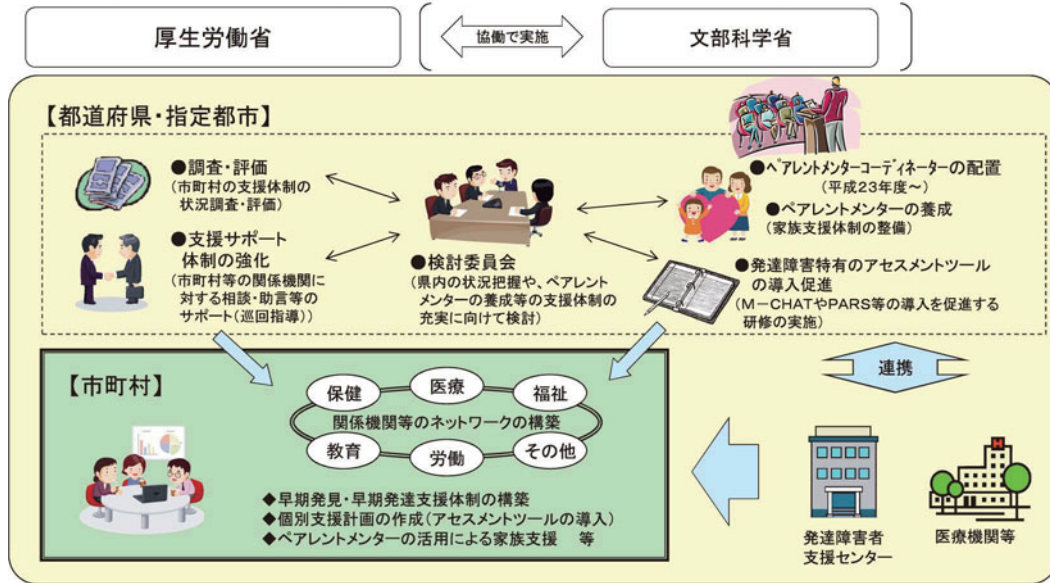 厚生労働省
協働で実施
文部科学省
【都道府県・指定都市】
●調査・評価
(市町村の支援体制の
状況調査・評価)
●支援サポート
体制の強化
(市町村等の関係機関に
対する相談・助言等の
サポート(巡回指導))
●検討委員会
(県内の状況把握や、ペアレント
メンターの養成等の支援体制の
充実に向けて検討)
●ペアレントメンターコーディネーターの配置
(平成23年度~)
●ペアレントメンターの養成
(家族支援体制の整備)
●発達障害特有のアセスメントツール
の導入促進
(M-CHATやPARS等の導入を促進する
研修の実施)
連携
【市町村】
保健
医療
福祉
関係機関等のネットワークの構築
教育
労働
その他
◆早期発見・早期発達支援体制の構築
◆個別支援計画の作成(アセスメントツールの導入)
◆ペアレントメンターの活用による家族支援 等
発達障害者
支援センター
H
医療機関等